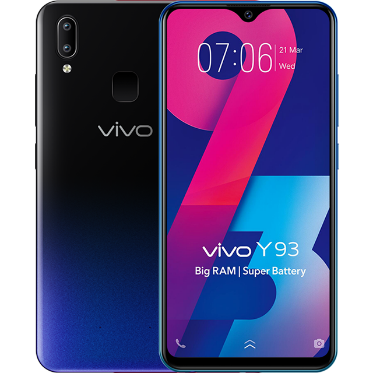 vivo
07:06
21 Mar
Wed
vivo Y93
Big RAM | Super Battery